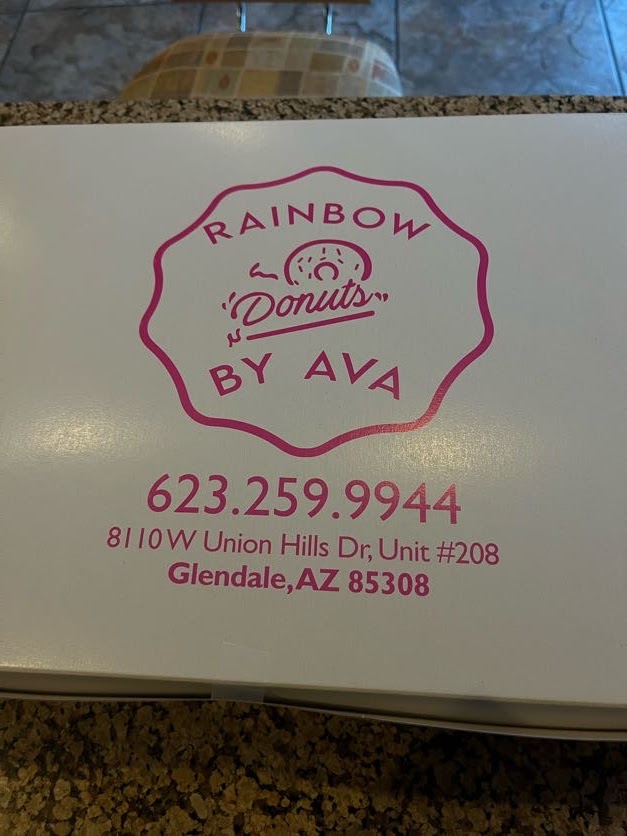 RAINBOW
Donuts
BY AVA
623.259.9944
8110 W Union Hills Dr, Unit #208
Glendale, AZ 85308